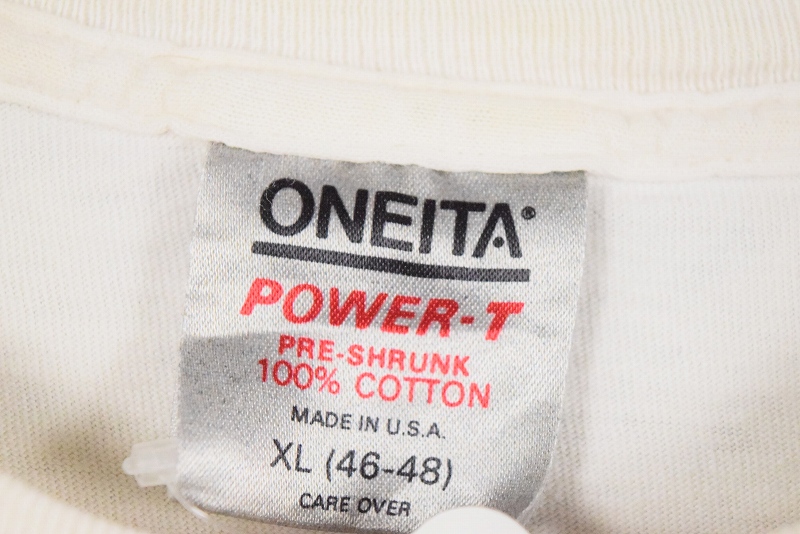 ONEITA®
POWER-T
PRE-SHRUNK
100% COTTON
MADE IN U.S.A.
XL (46-48)
CARE OVER